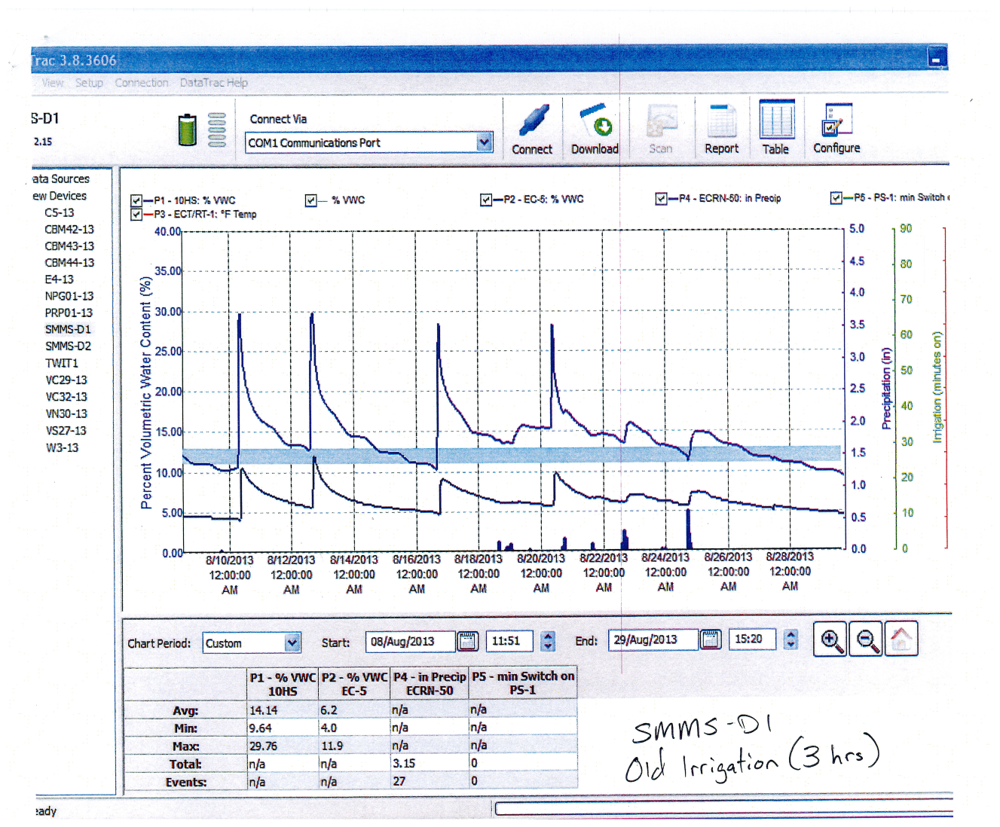 Trac 3.8.3606
View Setup Connection DataTrac Help
S-D1
2.15
Connect Via
COM1 Communications Port
Connect Download Scan Report Table Configure
ata Sources
ew Devices
C5-13
CBM42-13
CBM43-13
CBM44-13
E4-13
NPG01-13
PRP01-13
SMMS-D1
SMMS-D2
TWIT1
VC29-13
VC32-13
VN30-13
VS27-13
W3-13
P1 - 10HS: % VWC % VWC P2 - EC-5: % VWC P4 - ECRN-50: in Precip P5 - PS-1: min Switch
P3 - ECT/RT-1: °F Temp
Percent Volumetric Water Content (%)
40.00
35.00
30.00
25.00
20.00
15.00
10.00
5.00
0.00
5.0
4.5
4.0
3.5
3.0
2.5
2.0
1.5
1.0
0.5
0.0
Precipitation (in)
90
80
70
60
50
40
30
20
10
0
Irrigation (minutes on)
8/10/2013 8/12/2013 8/14/2013 8/16/2013 8/18/2013 8/20/2013 8/22/2013 8/24/2013 8/26/2013 8/28/2013
12:00:00 12:00:00 12:00:00 12:00:00 12:00:00 12:00:00 12:00:00 12:00:00 12:00:00 12:00:00
AM AM AM AM AM AM AM AM AM AM
Chart Period: Custom Start: 08/Aug/2013 11:51 End: 29/Aug/2013 15:20
P1 - % VWC P2 - % VWC P4 - in Precip P5 - min Switch on
10HS EC-5 ECRN-50 PS-1
Avg: 14.14 6.2 n/a n/a
Min: 9.64 4.0 n/a n/a
Max: 29.76 11.9 n/a n/a
Total: n/a n/a 3.15 0
Events: n/a n/a 27 0
SMMS-D1
Old Irrigation (3 hrs)
eady